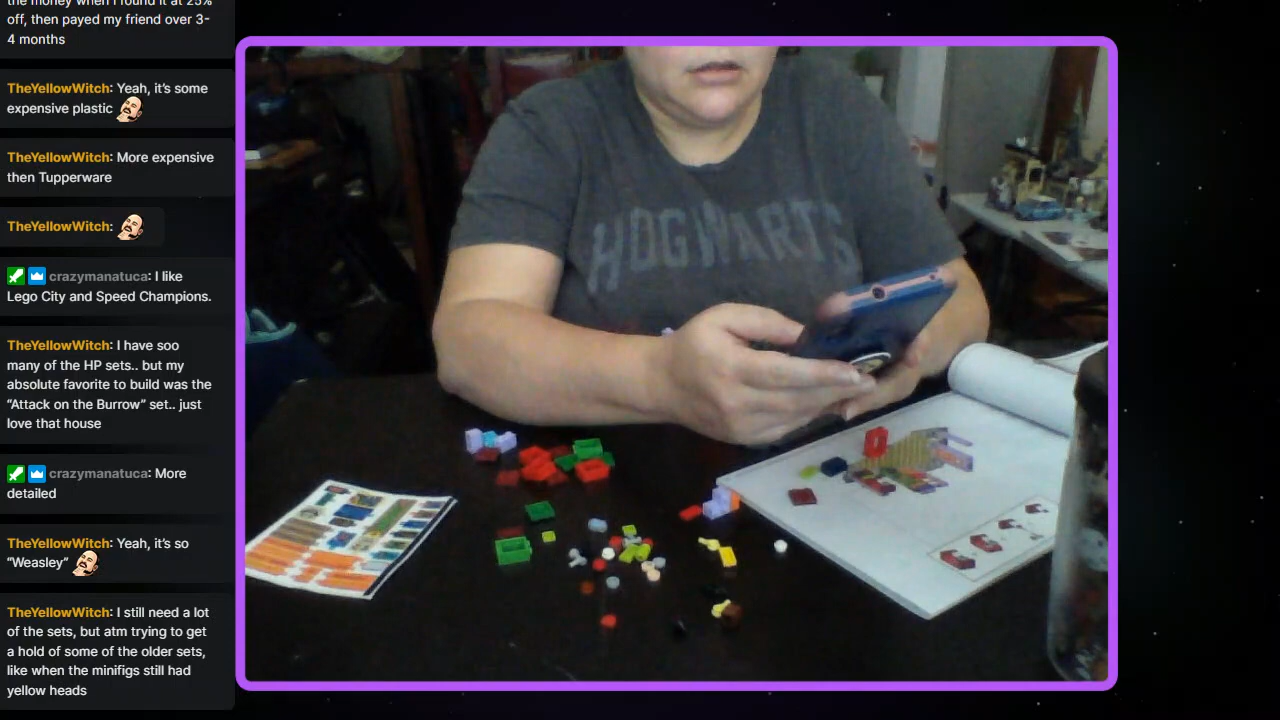 the money when I found it at 25%
off, then payed my friend over 3-
4 months
TheYellowWitch: Yeah, it's some
expensive plastic
TheYellowWitch: More expensive
then Tupperware
TheYellowWitch:
crazymanatuca: I like
Lego City and Speed Champions.
TheYellowWitch: I have soo
many of the HP sets.. but my
absolute favorite to build was the
“Attack on the Burrow” set.. just
love that house
crazymanatuca: More
detailed
TheYellowWitch: Yeah, it's so
“Weasley”
TheYellowWitch: I still need a lot
of the sets, but atm trying to get
a hold of some of the older sets,
like when the minifigs still had
yellow heads
HOGWARTS